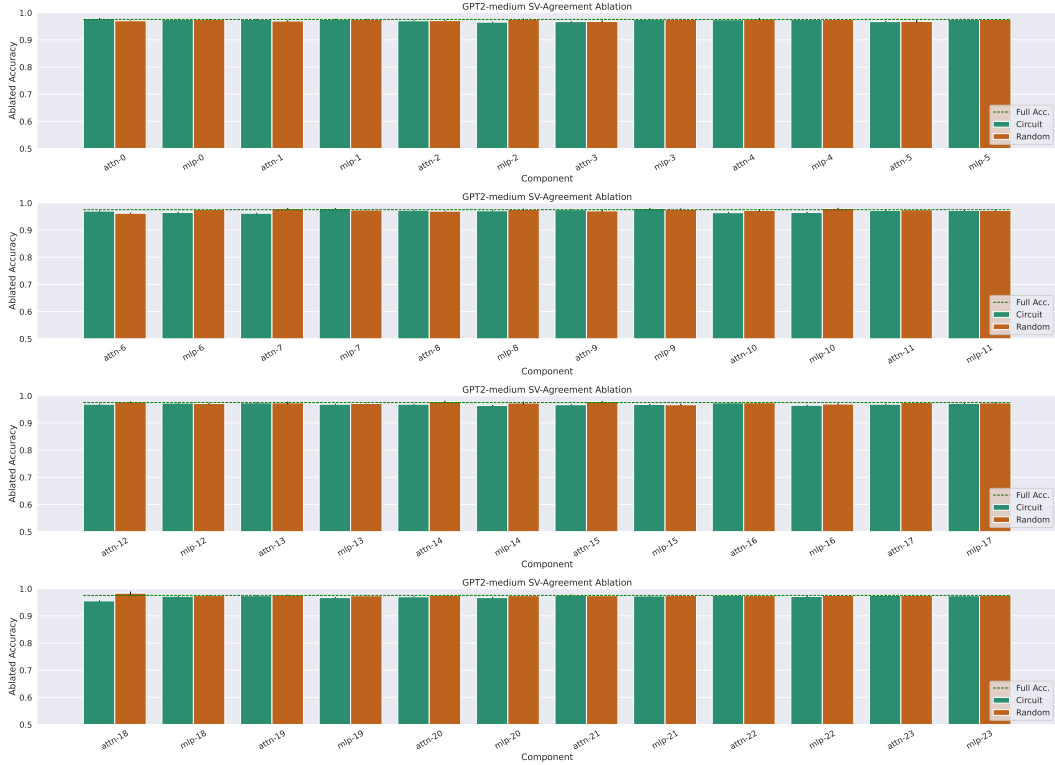 GPT2-medium SV-Agreement Ablation
1.0
0.9
0.8
0.7
0.6
0.5
Ablated Accuracy
Full Acc.
Circuit
Random
attn-0 mlp-0 attn-1 mlp-1 attn-2 mlp-2 attn-3 mlp-3 attn-4 mlp-4 attn-5 mlp-5
Component
GPT2-medium SV-Agreement Ablation
1.0
0.9
0.8
0.7
0.6
0.5
Ablated Accuracy
Full Acc.
Circuit
Random
attn-6 mlp-6 attn-7 mlp-7 attn-8 mlp-8 attn-9 mlp-9 attn-10 mlp-10 attn-11 mlp-11
Component
GPT2-medium SV-Agreement Ablation
1.0
0.9
0.8
0.7
0.6
0.5
Ablated Accuracy
Full Acc.
Circuit
Random
attn-12 mlp-12 attn-13 mlp-13 attn-14 mlp-14 attn-15 mlp-15 attn-16 mlp-16 attn-17 mlp-17
Component
GPT2-medium SV-Agreement Ablation
1.0
0.9
0.8
0.7
0.6
0.5
Ablated Accuracy
Full Acc.
Circuit
Random
attn-18 mlp-18 attn-19 mlp-19 attn-20 mlp-20 attn-21 mlp-21 attn-22 mlp-22 attn-23 mlp-23
Component